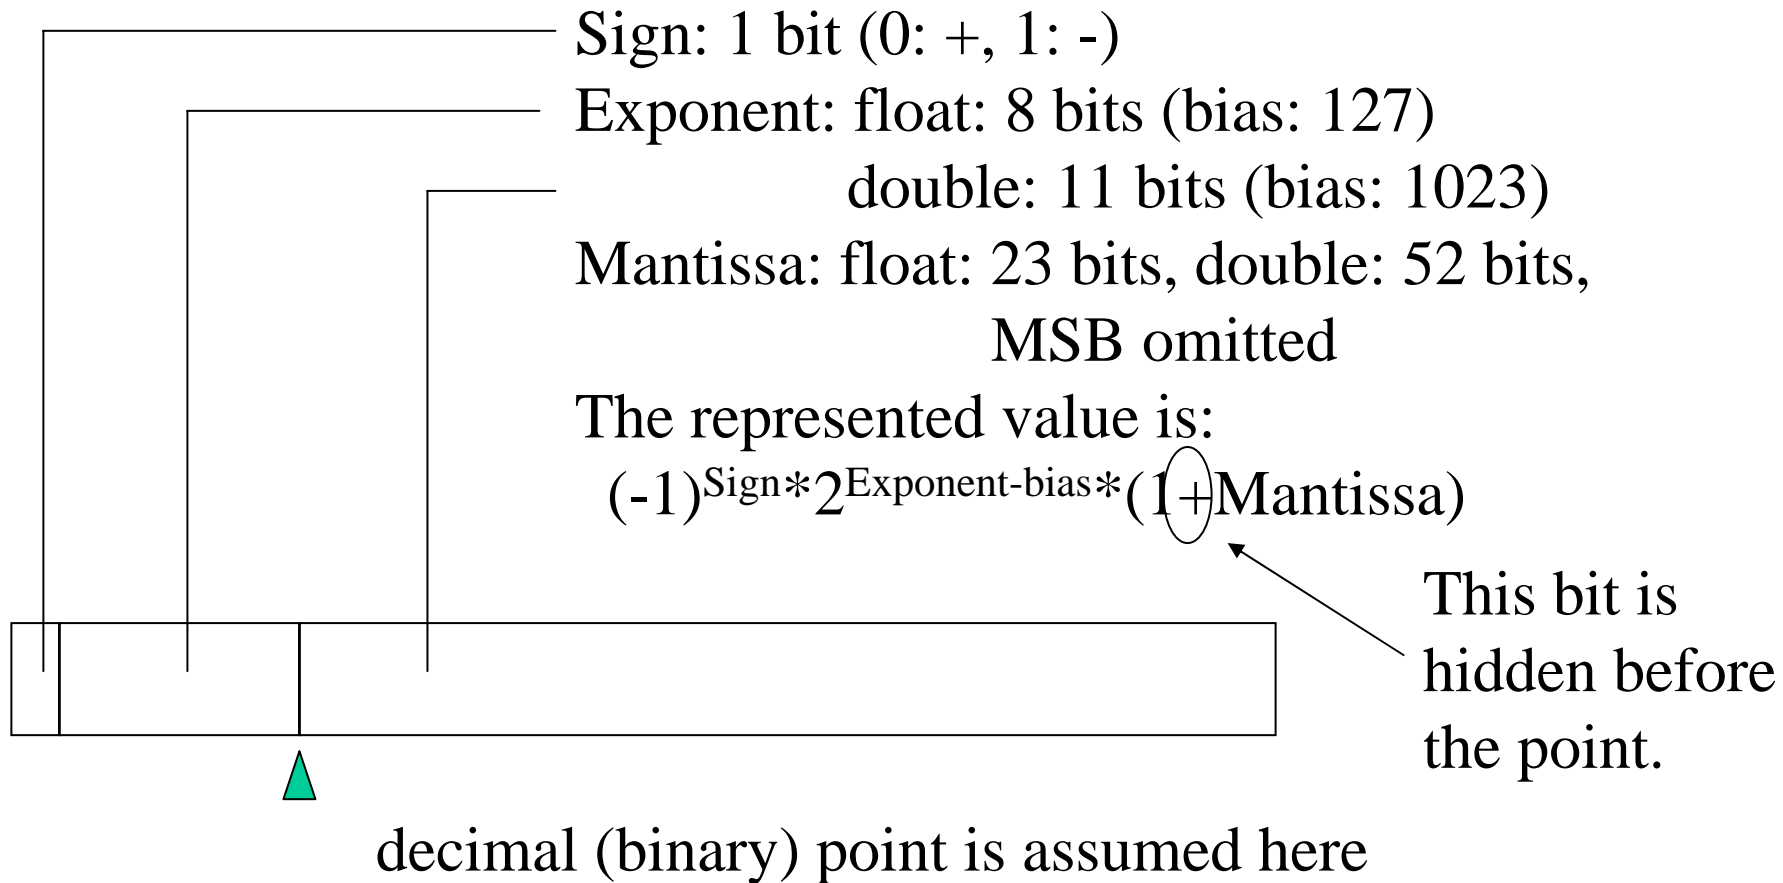 Sign: 1 bit (0: +, 1: -)
Exponent: float: 8 bits (bias: 127)
double: 11 bits (bias: 1023)
Mantissa: float: 23 bits, double: 52 bits,
MSB omitted
The represented value is:
(-1)^Sign*2^Exponent-bias*(1+Mantissa)
This bit is
hidden before
the point.
decimal (binary) point is assumed here